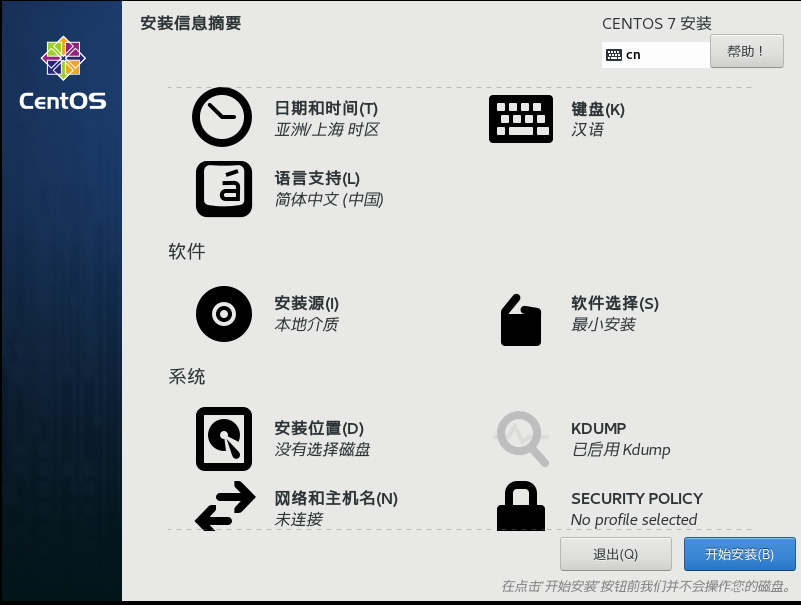 安装信息摘要
CENTOS 7 安装
cn
帮助！
CentOS
日期和时间(T)
亚洲/上海 时区
键盘(K)
汉语
语言支持(L)
简体中文 (中国)
软件
安装源(I)
本地介质
软件选择(S)
最小安装
系统
安装位置(D)
没有选择磁盘
KDUMP
已启用 Kdump
网络和主机名(N)
未连接
SECURITY POLICY
No profile selected
退出(Q)
开始安装(B)
在点击‘开始安装’按钮前我们并不会操作您的磁盘。